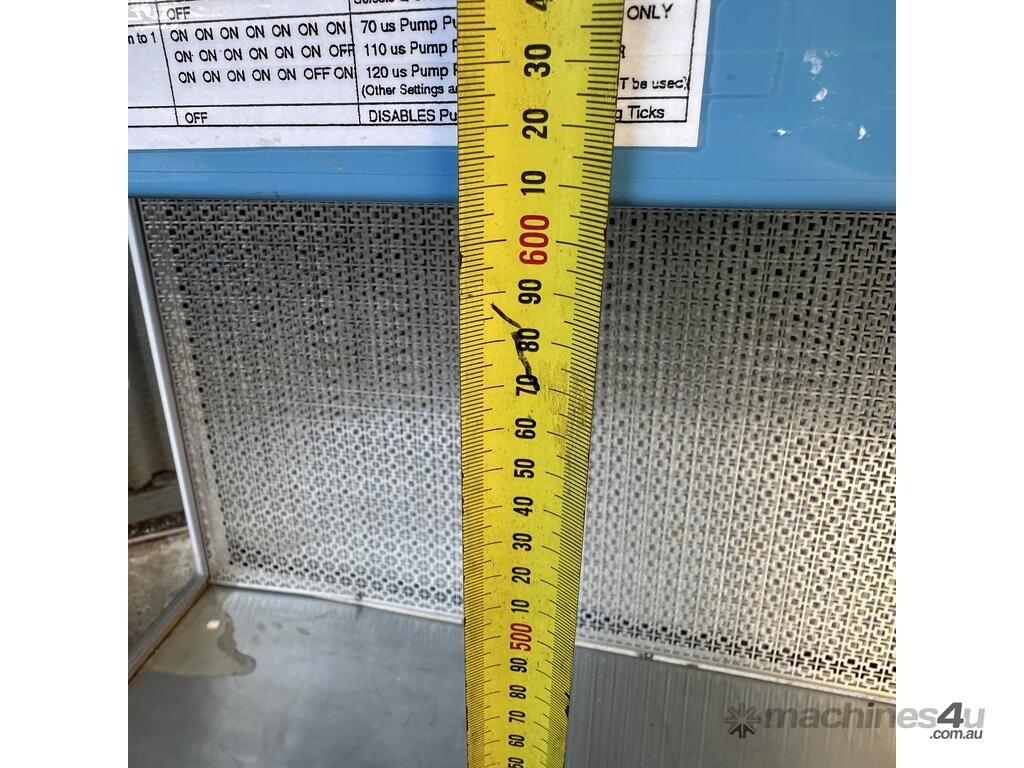 OFF
n to 1 ON ON ON ON ON ON ON 70 us Pump Pu ONLY
ON ON ON ON ON ON OFF 110 us Pump R
ON ON ON ON ON OFF ON 120 us Pump
(Other Settings T be used)
OFF DISABLES Pu Ticks
30
20
10
600
90
80
70
60
50
40
30
20
10
500
90
80
70
60
50
machines4u
.com.au